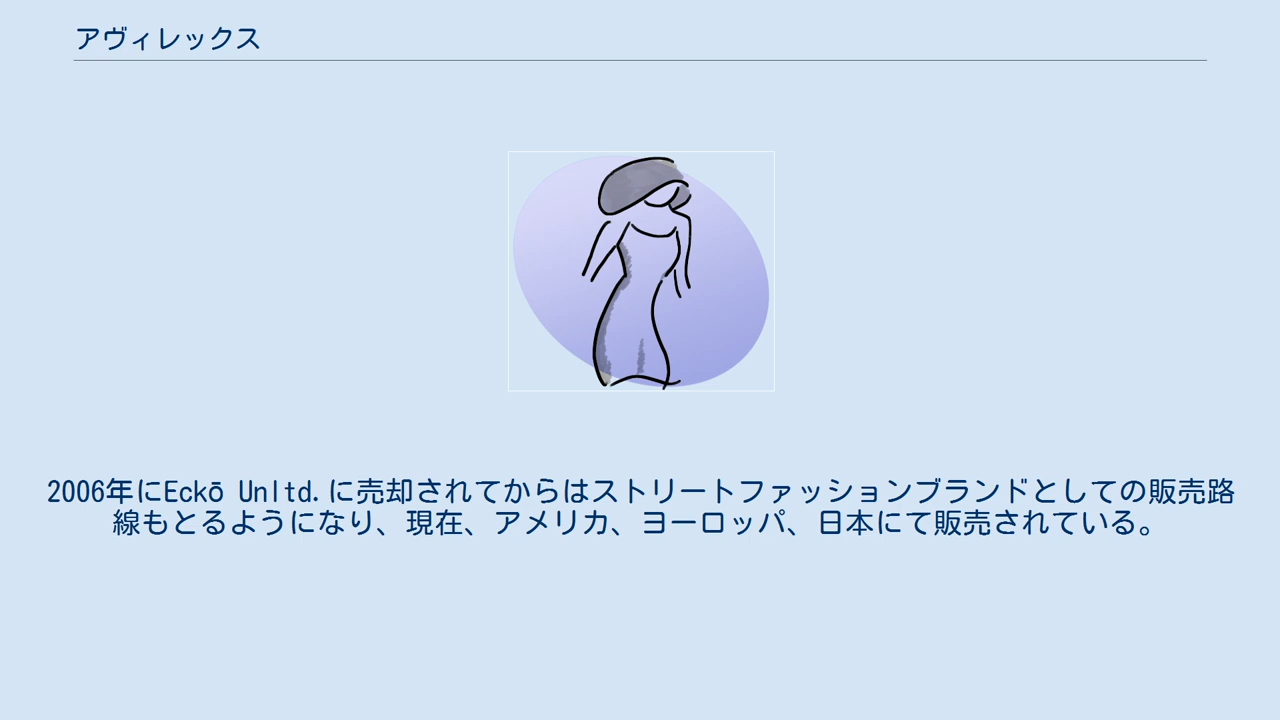 アヴィレックス
2006年にEckō Unltd.に売却されてからはストリートファッションブランドとしての販売路
線もとるようになり、現在、アメリカ、ヨーロッパ、日本にて販売されている。